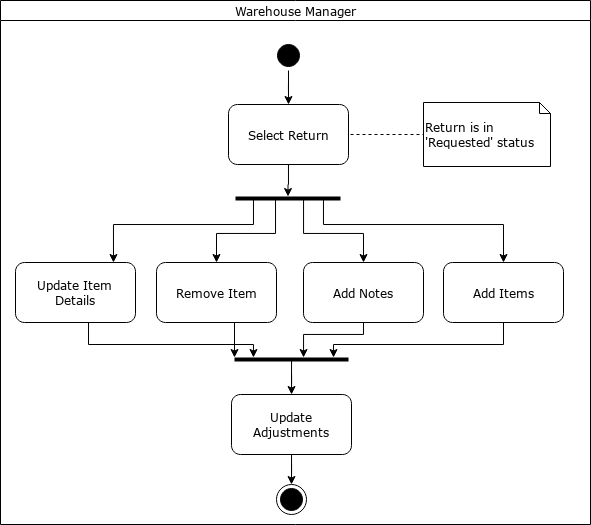 Warehouse Manager
Select Return
Return is in
'Requested' status
Update Item
Details
Remove Item
Add Notes
Add Items
Update
Adjustments